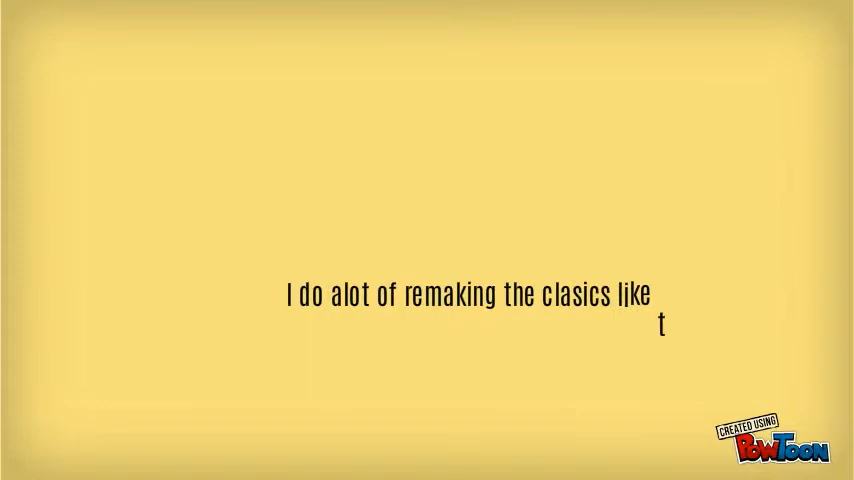 I do alot of remaking the clasics like
t
CREATED USING
POWTOON